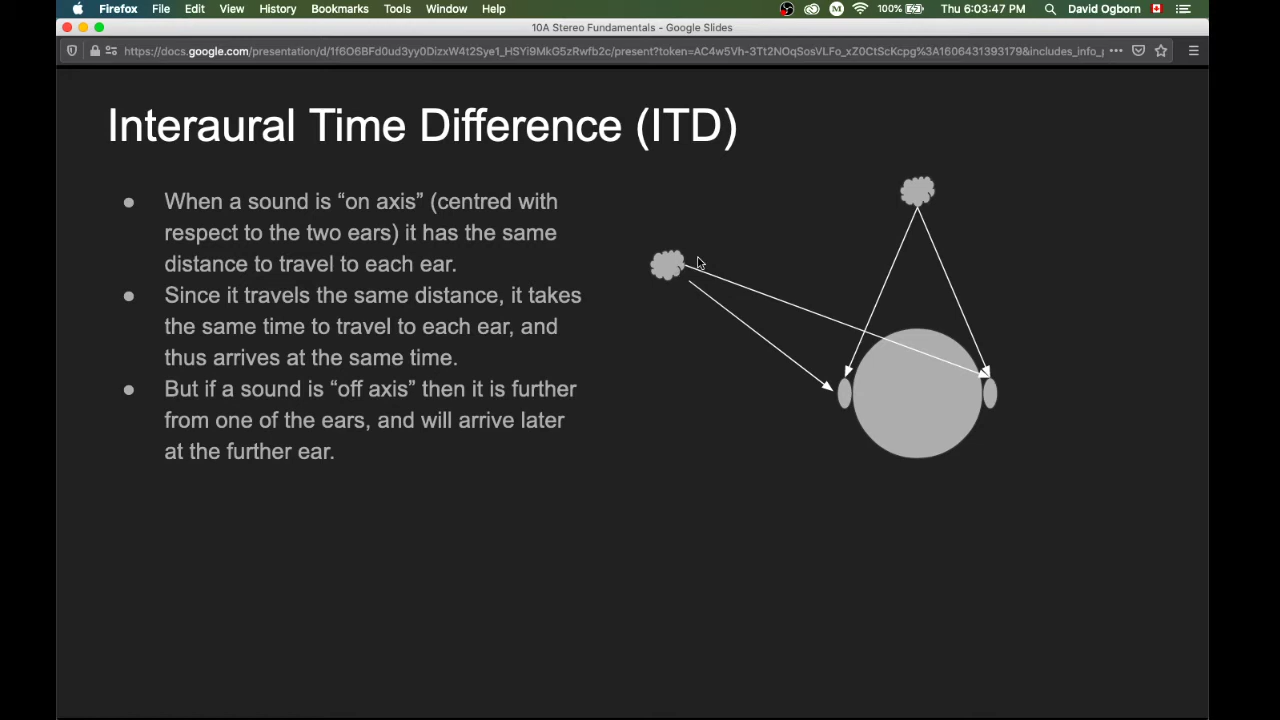 Firefox File Edit View History Bookmarks Tools Window Help 100% Thu 6:03:47 PM David Ogborn
10A Stereo Fundamentals - Google Slides
https://docs.google.com/presentation/d/1f6O6BFd0ud3yy0DizxW4t2Sye1_HSYi9MkG5zRwfb2c/present?token=AC4w5Vh-3Tt2NOqSosVLFo_xZ0CtScKcpg%3A1606431393179&includes_info_
Interaural Time Difference (ITD)
● When a sound is “on axis” (centred with
respect to the two ears) it has the same
distance to travel to each ear.
● Since it travels the same distance, it takes
the same time to travel to each ear, and
thus arrives at the same time.
● But if a sound is “off axis” then it is further
from one of the ears, and will arrive later
at the further ear.